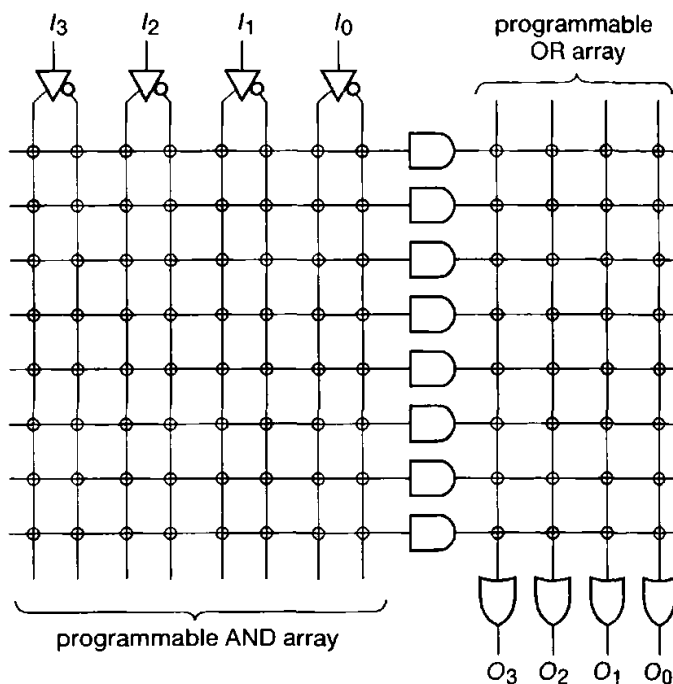 I3 I2 I1 I0
programmable
OR array
programmable AND array
O3 O2 O1 O0